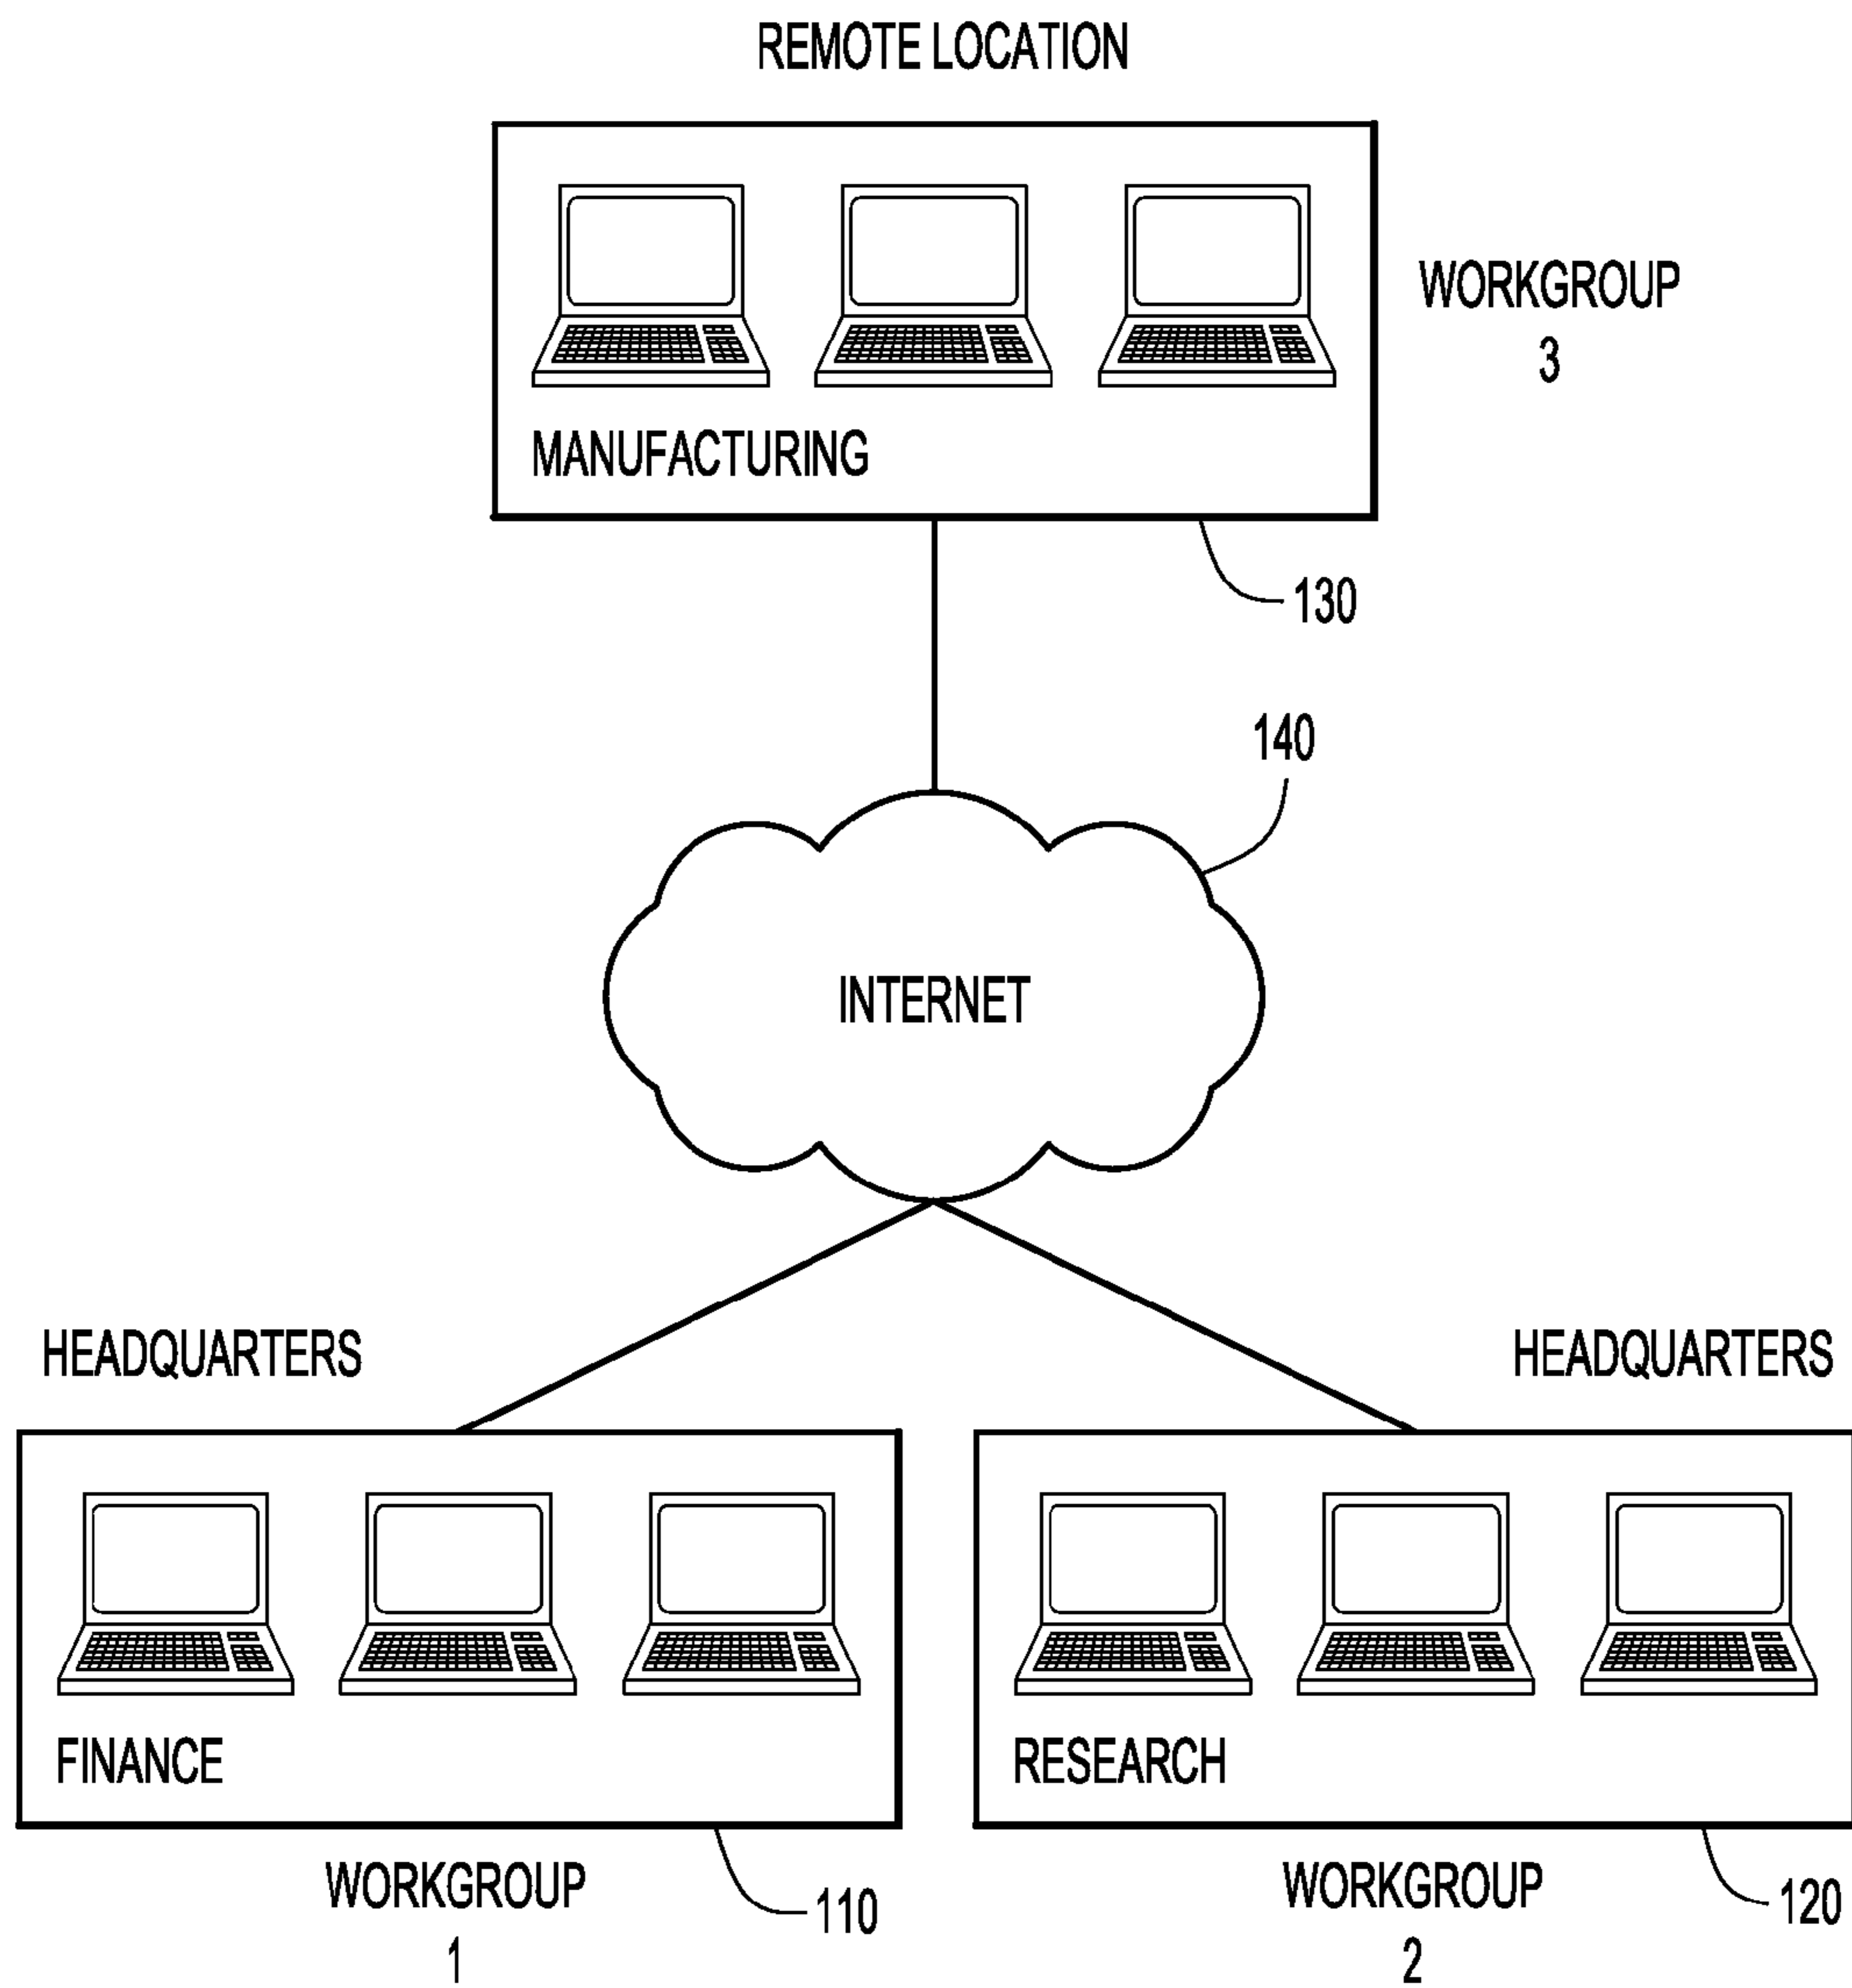 REMOTE LOCATION
WORKGROUP
3
MANUFACTURING
130
140
INTERNET
HEADQUARTERS
HEADQUARTERS
FINANCE
RESEARCH
WORKGROUP
1
110
WORKGROUP
2
120